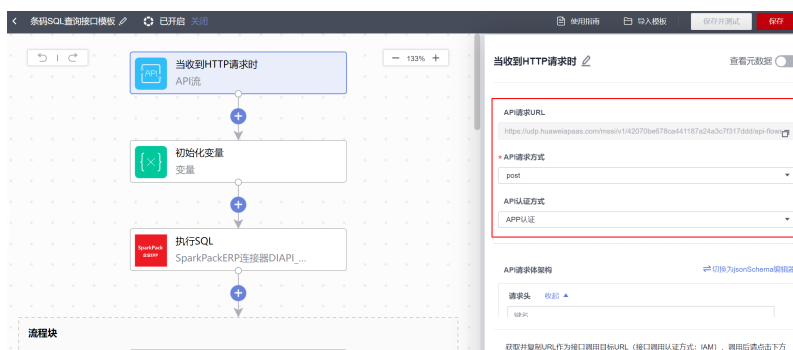 条码SQL查询接口模板
已开启 关闭
使用指南
导入模板
保存并测试
保存
133%
当收到HTTP请求时
API流
API
初始化变量
变量
执行SQL
SparkPackERP连接器DIAPI_...
SparkPack
流程块
当收到HTTP请求时
查看元数据
API请求URL
* API请求方式
post
API认证方式
APP认证
API请求体架构
切换为jsonSchema编辑器
请求头 收起
键名
获取并复制URL作为接口调用目标URL（接口调用认证方式：IAM），调用后请点击下方